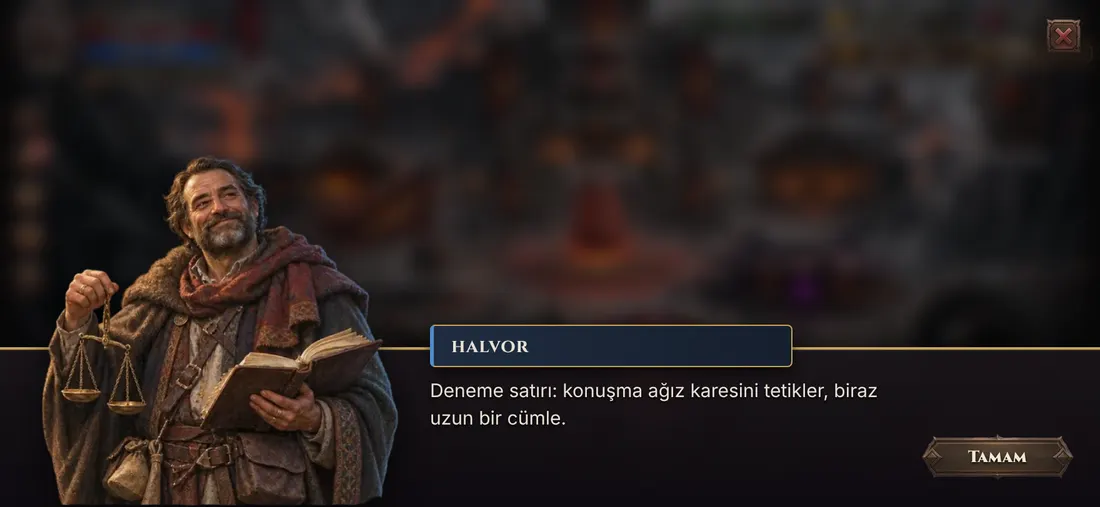 HALVOR
Deneme satırı: konuşma ağız karesini tetikler, biraz
uzun bir cümle.
TAMAM